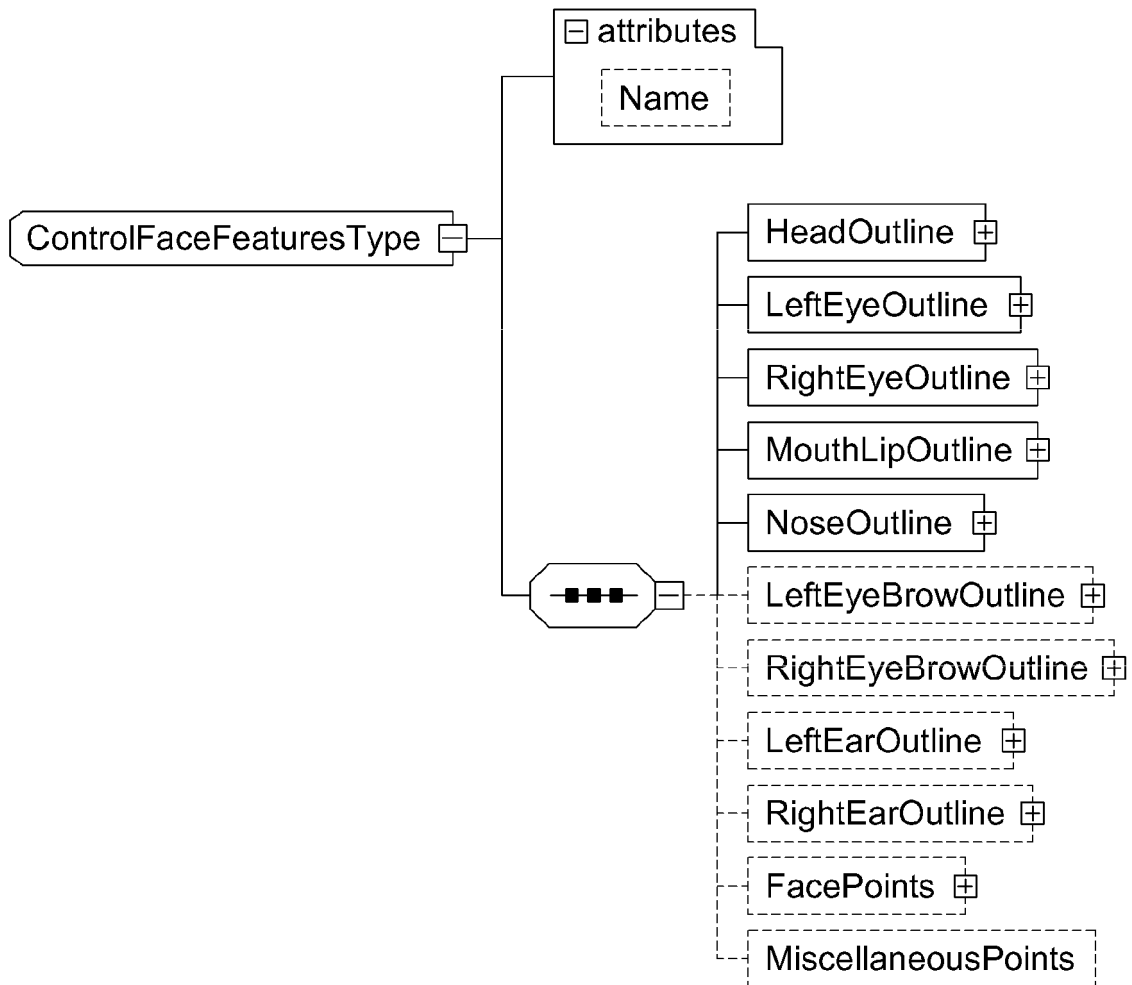 attributes
Name
ControlFaceFeaturesType
HeadOutline
LeftEyeOutline
RightEyeOutline
MouthLipOutline
NoseOutline
LeftEyeBrowOutline
RightEyeBrowOutline
LeftEarOutline
RightEarOutline
FacePoints
MiscellaneousPoints